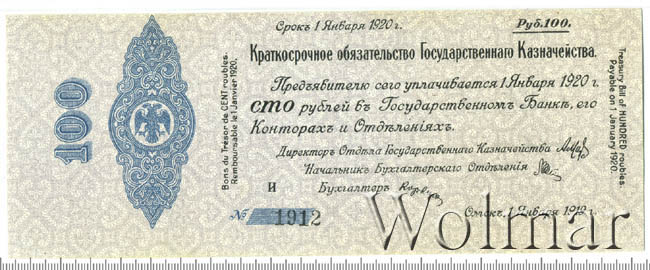 Срокъ 1 Января 1920 г.
Руб. 100.
Краткосрочное обязательство Государственнаго Казначейства.
Предъявителю сего уплачивается 1 Января 1920 г.
сто рублей въ Государственномъ Банкѣ, его
Конторахъ и Отдѣленіяхъ.
Директоръ Отдѣла Государственнаго Казначейства
Начальникъ Бухгалтерскаго Отдѣленія
И Бухгалтеръ
№ 1912
Омскъ, 1 Января 1919 г.
100
Bons du Trésor de CENT roubles.
Remboursable le 1 Janvier 1920.
Treasury Bill of HUNDRED roubles.
Payable on 1 January 1920.
Wolmar